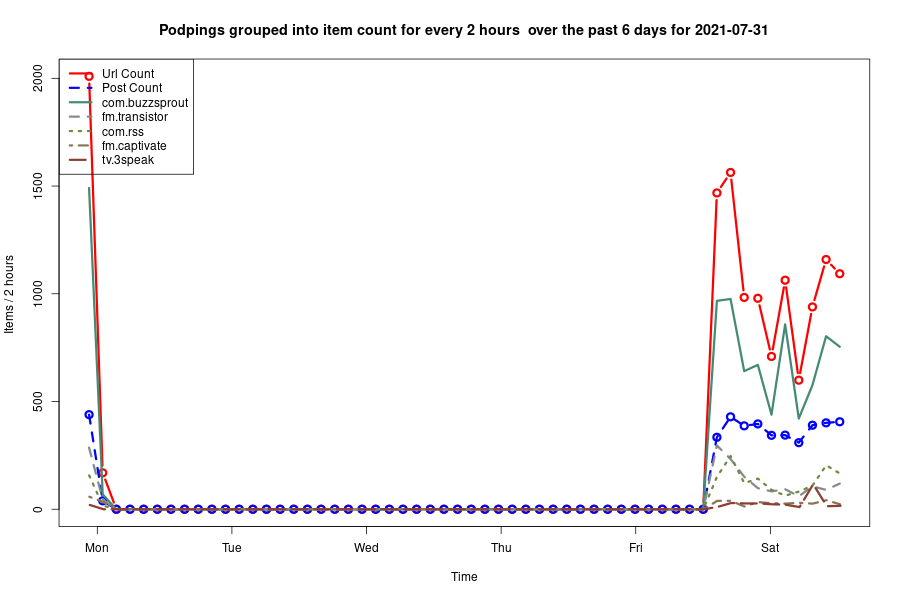 Podpings grouped into item count for every 2 hours  over the past 6 days for 2021-07-31
Url Count
Post Count
com.buzzsprout
fm.transistor
com.rss
fm.captivate
tv.3speak
Items / 2 hours
2000
1500
1000
500
0
Mon Tue Wed Thu Fri Sat
Time